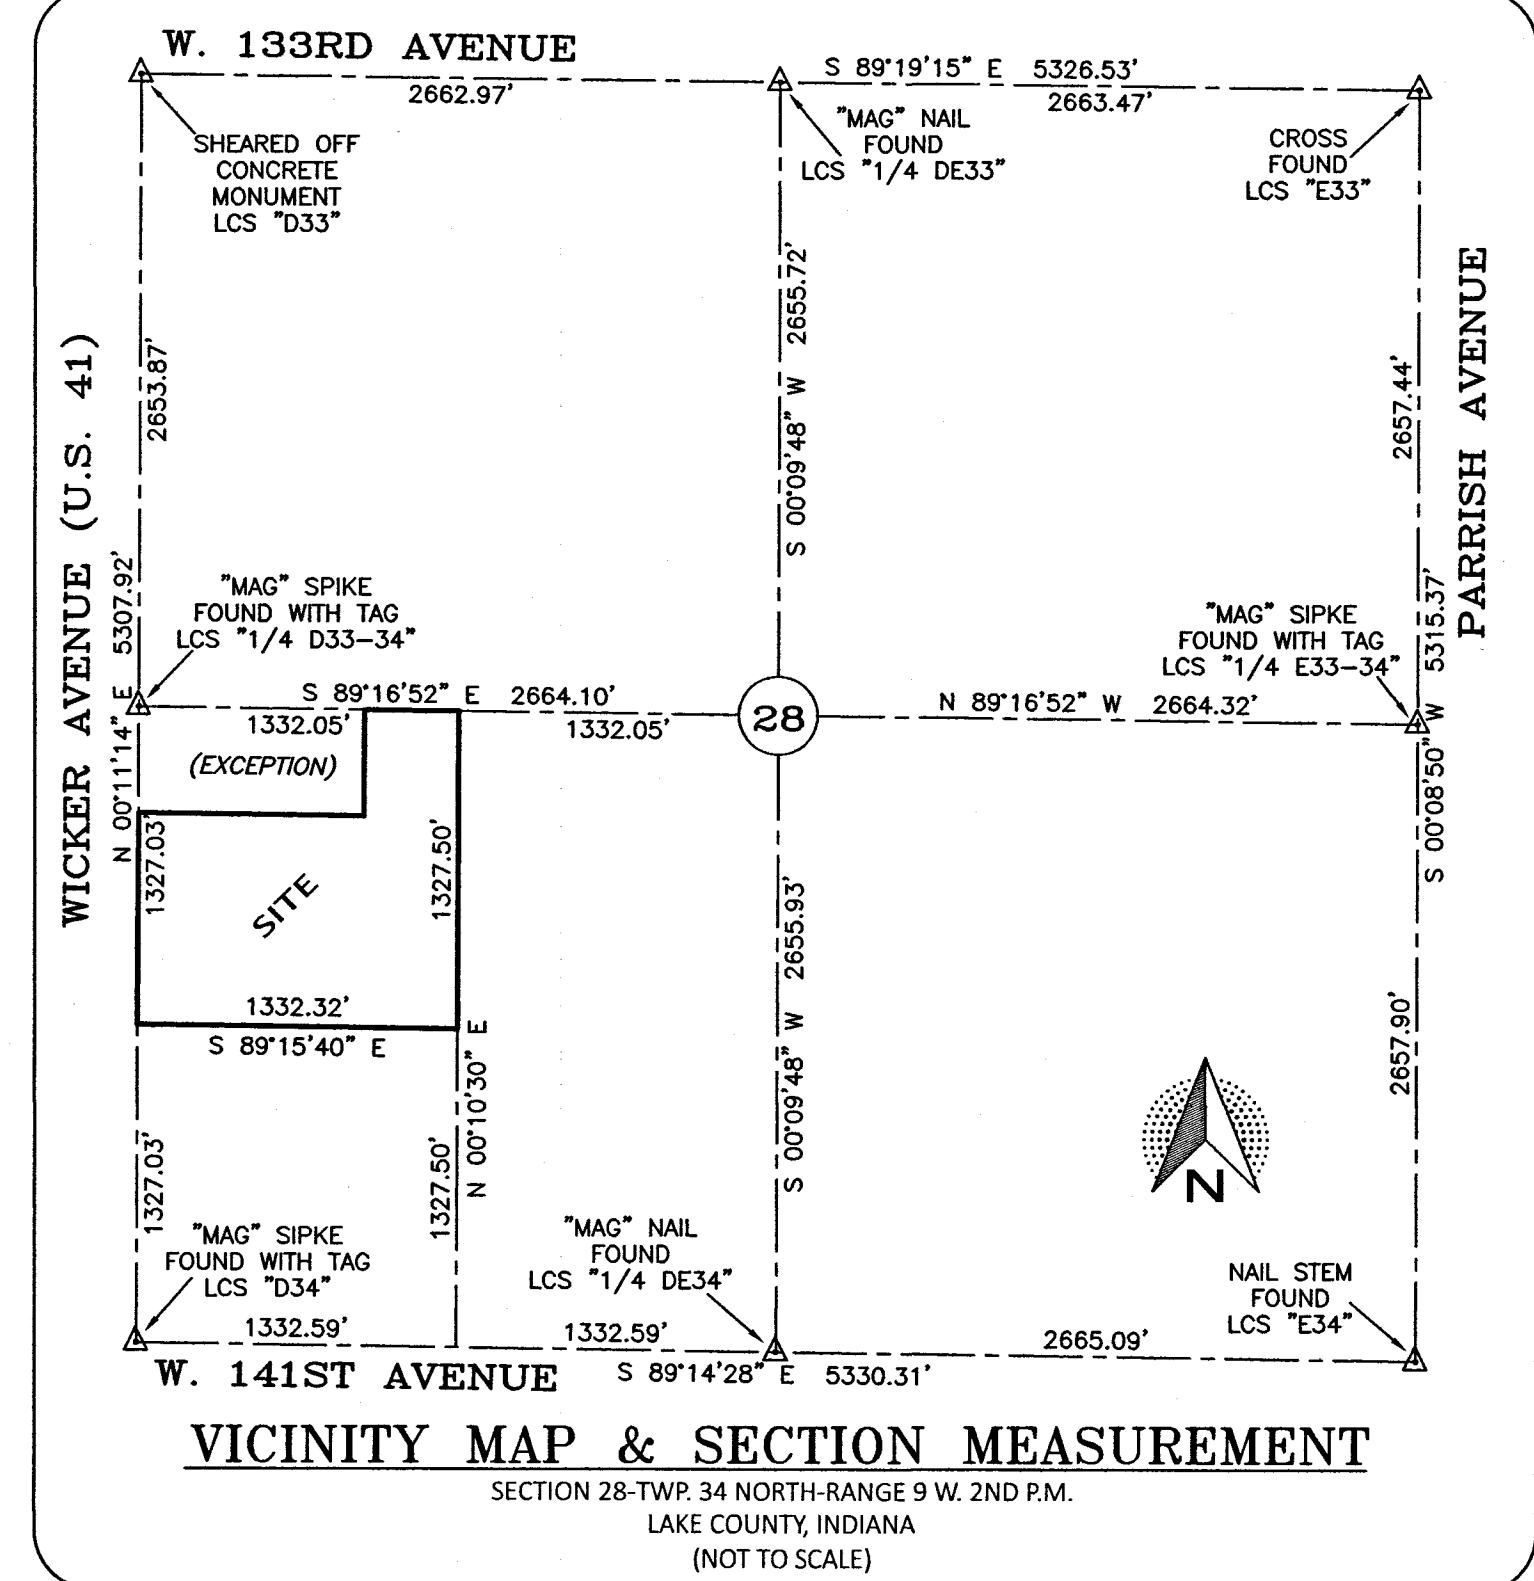 W. 133RD AVENUE
S 89°19'15" E 5326.53'
2662.97'
2663.47'
SHEARED OFF
CONCRETE
MONUMENT
LCS "D33"
"MAG" NAIL
FOUND
LCS "1/4 DE33"
CROSS
FOUND
LCS "E33"
WICKER AVENUE (U.S. 41)
2653.87'
N 00°11'14" E 5307.92'
S 00°09'48" W 2655.72'
2657.44'
PARRISH AVENUE
S 00°08'50" W 5315.37'
"MAG" SPIKE
FOUND WITH TAG
LCS "1/4 D33-34"
"MAG" SIPKE
FOUND WITH TAG
LCS "1/4 E33-34"
S 89°16'52" E 2664.10'
1332.05'
1332.05'
28
N 89°16'52" W 2664.32'
(EXCEPTION)
1327.03'
SITE
1327.50'
1332.32'
S 89°15'40" E
S 00°09'48" W 2655.93'
N 00°10'30" E
1327.03'
1327.50'
2657.90'
N
"MAG" SIPKE
FOUND WITH TAG
LCS "D34"
"MAG" NAIL
FOUND
LCS "1/4 DE34"
NAIL STEM
FOUND
LCS "E34"
1332.59'
1332.59'
2665.09'
W. 141ST AVENUE
S 89°14'28" E 5330.31'
VICINITY MAP & SECTION MEASUREMENT
SECTION 28-TWP. 34 NORTH-RANGE 9 W. 2ND P.M.
LAKE COUNTY, INDIANA
(NOT TO SCALE)